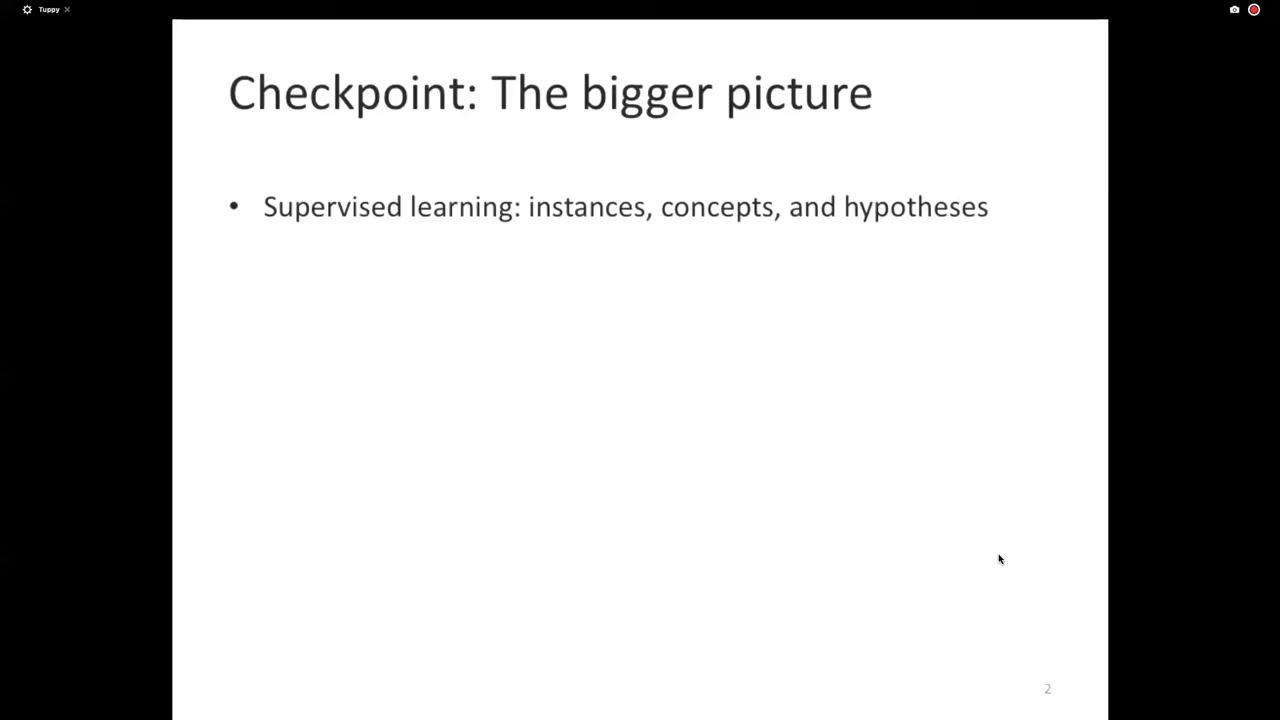 Tuppy
Checkpoint: The bigger picture
• Supervised learning: instances, concepts, and hypotheses
2